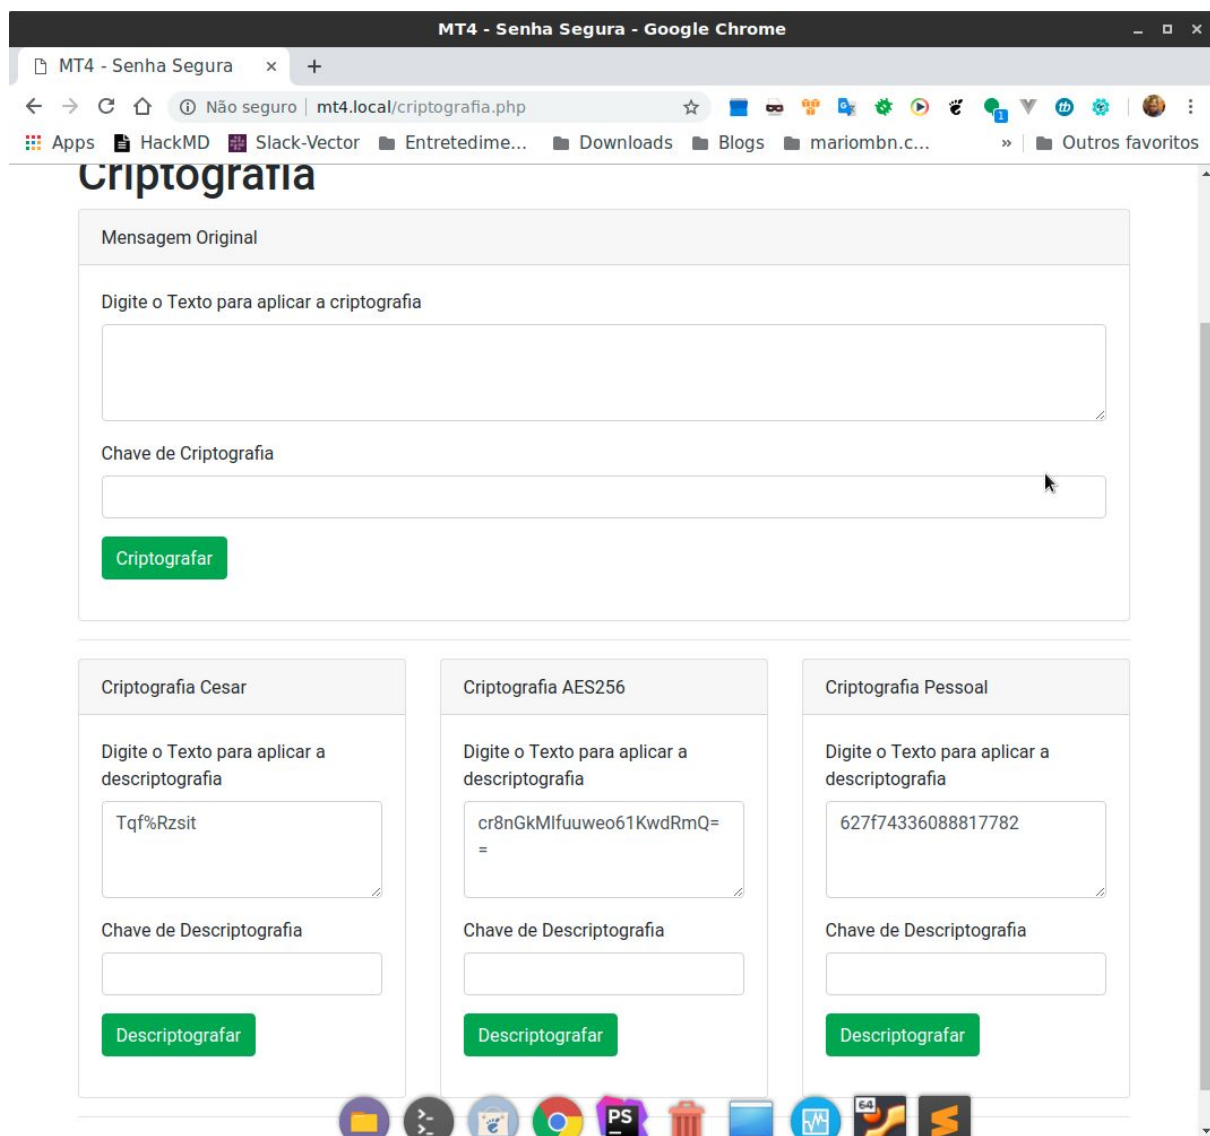 MT4 - Senha Segura - Google Chrome
MT4 - Senha Segura
Não seguro | mt4.local/criptografia.php
1
Apps HackMD Slack-Vector Entretedime... Downloads Blogs mariombn.c... » Outros favoritos
Criptografia
Mensagem Original
Digite o Texto para aplicar a criptografia
Chave de Criptografia
Criptografar
Criptografia Cesar
Digite o Texto para aplicar a
descriptografia
Tqf%Rzsit
Chave de Descriptografia
Descriptografar
Criptografia AES256
Digite o Texto para aplicar a
descriptografia
cr8nGkMIfuuweo61KwdRmQ=
=
Chave de Descriptografia
Descriptografar
Criptografia Pessoal
Digite o Texto para aplicar a
descriptografia
627f74336088817782
Chave de Descriptografia
Descriptografar
PS
64